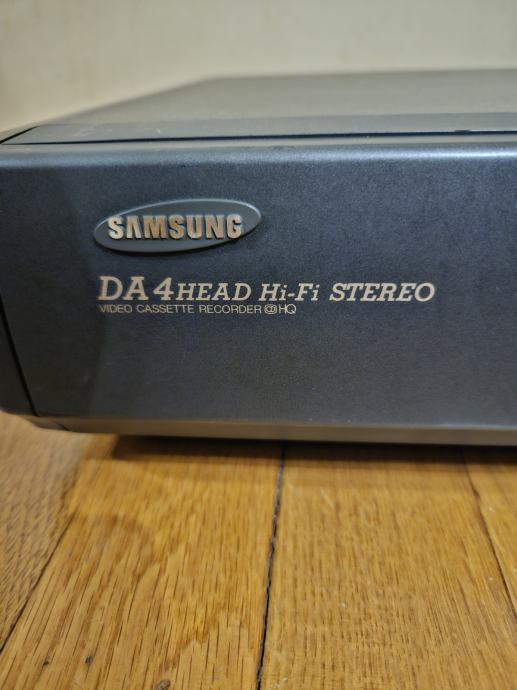 SAMSUNG
DA 4 HEAD Hi-Fi STEREO
VIDEO CASSETTE RECORDER HQ